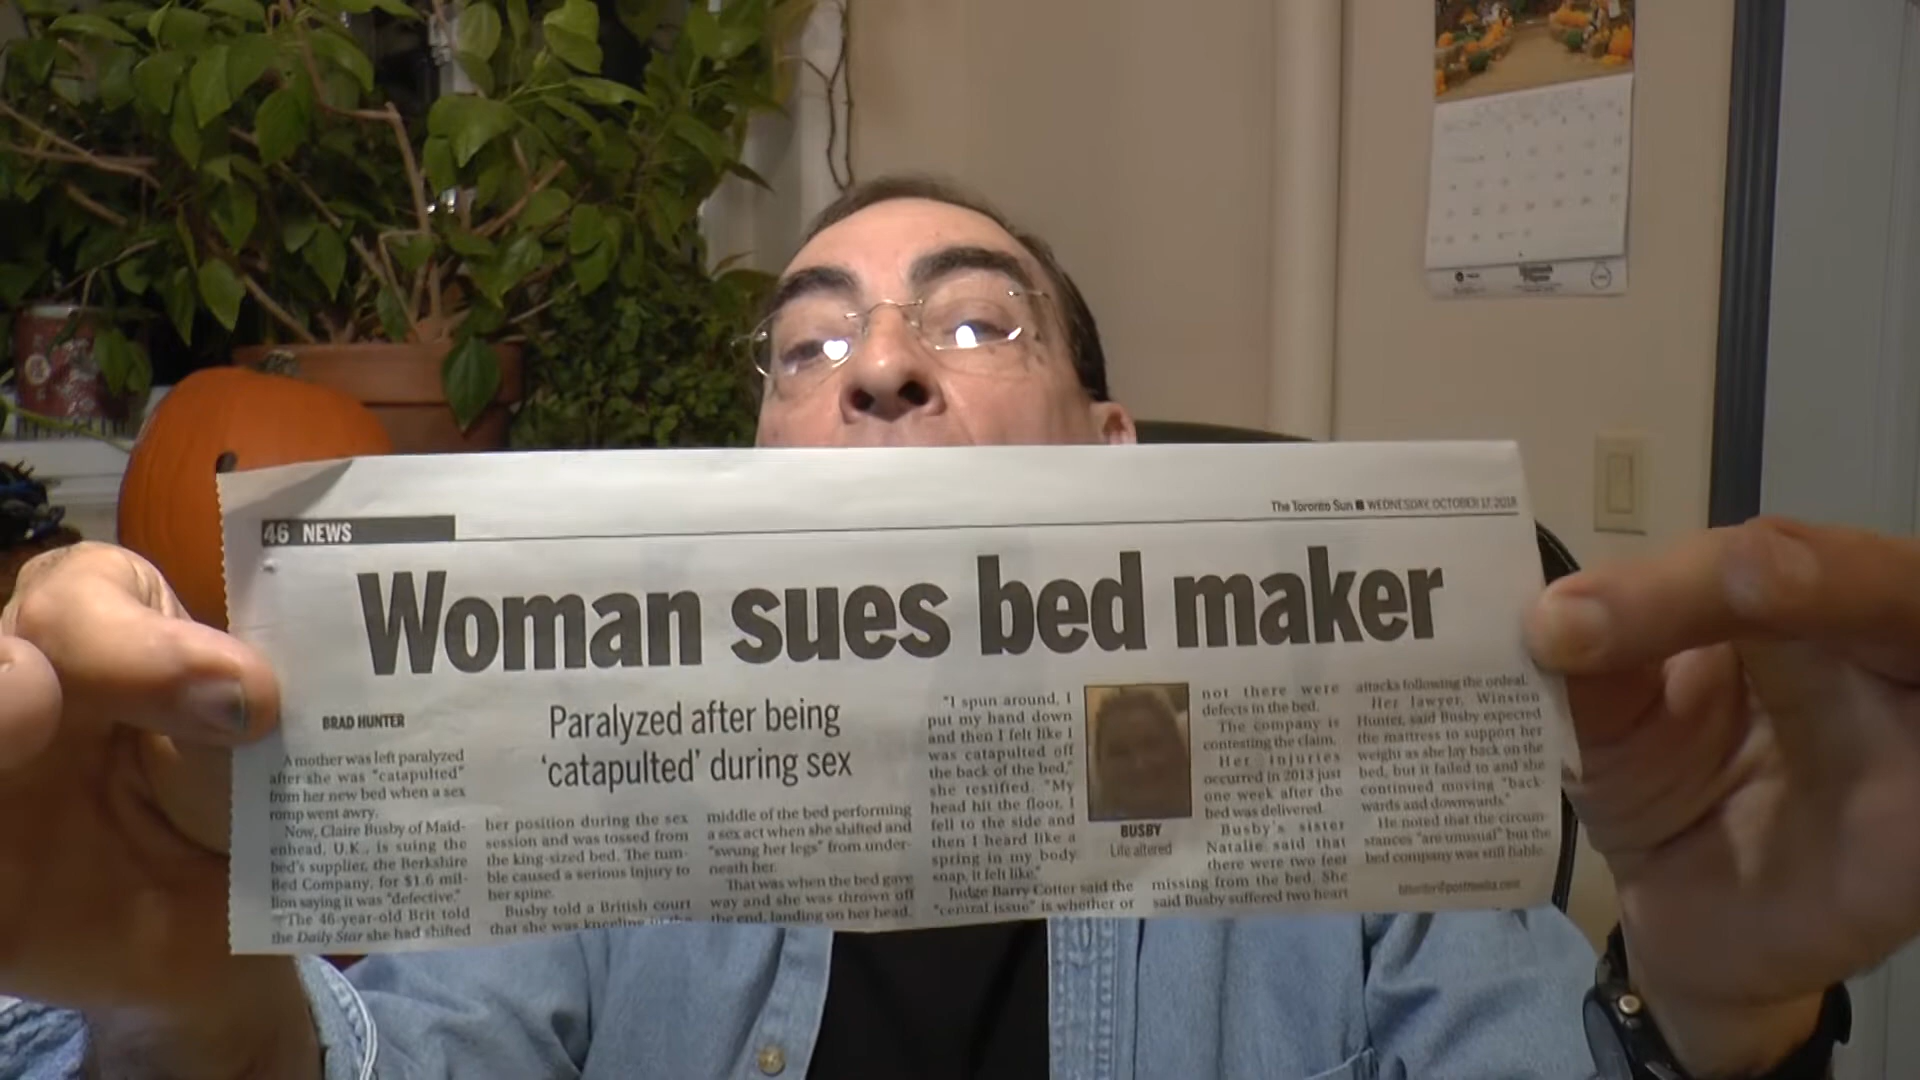 46 NEWS
The Toronto Sun ■ WEDNESDAY, OCTOBER 17, 2018
Woman sues bed maker
Paralyzed after being
‘catapulted’ during sex
BRAD HUNTER
A mother was left paralyzed
after she was “catapulted”
from her new bed when a sex
romp went awry.
Now, Claire Busby of Maid-
enhead, U.K., is suing the
bed’s supplier, the Berkshire
Bed Company, for $1.6 mil-
lion saying it was “defective.”
The 46-year-old Brit told
the Daily Star she had shifted
her position during the sex
session and was tossed from
the king-sized bed. The tum-
ble caused a serious injury to
her spine.
Busby told a British court
that she was kneeling in the
middle of the bed performing
a sex act when she shifted and
“swung her legs” from under-
neath her.
That was when the bed gave
way and she was thrown off
the end, landing on her head.
“I spun around, I
put my hand down
and then I felt like I
was catapulted off
the back of the bed,”
she testified. “My
head hit the floor, I
fell to the side and
then I heard like a
spring in my body
snap, it felt like.”
Judge Barry Cotter said the
“central issue” is whether or
BUSBY
Life altered
not there were
defects in the bed.
The company is
contesting the claim.
Her injuries
occurred in 2013 just
one week after the
bed was delivered.
Busby’s sister
Natalie said that
there were two feet
missing from the bed. She
said Busby suffered two heart
attacks following the ordeal.
Her lawyer, Winston
Hunter, said Busby expected
the mattress to support her
weight as she lay back on the
bed, but it failed to and she
continued moving “back-
wards and downwards.”
He noted that the circum-
stances “are unusual” but the
bed company was still liable.
bhunter@postmedia.com